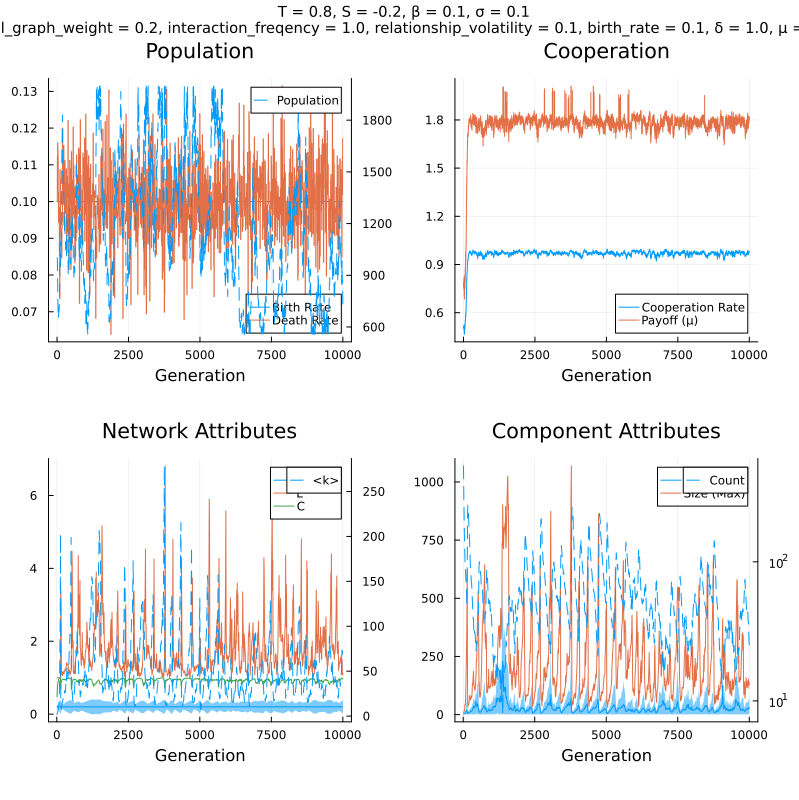 T = 0.8, S = -0.2, β = 0.1, σ = 0.1
l_graph_weight = 0.2, interaction_freqency = 1.0, relationship_volatility = 0.1, birth_rate = 0.1, δ = 1.0, μ =
Population
Cooperation
0.13
0.12
0.11
0.10
0.09
0.08
0.07
1800
1500
1200
900
600
Population
Birth Rate
Death Rate
0 2500 5000 7500 10000
Generation
1.8
1.5
1.2
0.9
0.6
Cooperation Rate
Payoff (μ)
0 2500 5000 7500 10000
Generation
Network Attributes
Component Attributes
6
4
2
0
250
200
150
100
50
0
<k>
L
C
0 2500 5000 7500 10000
Generation
1000
750
500
250
0
10²
10¹
Count
Size (Max)
0 2500 5000 7500 10000
Generation